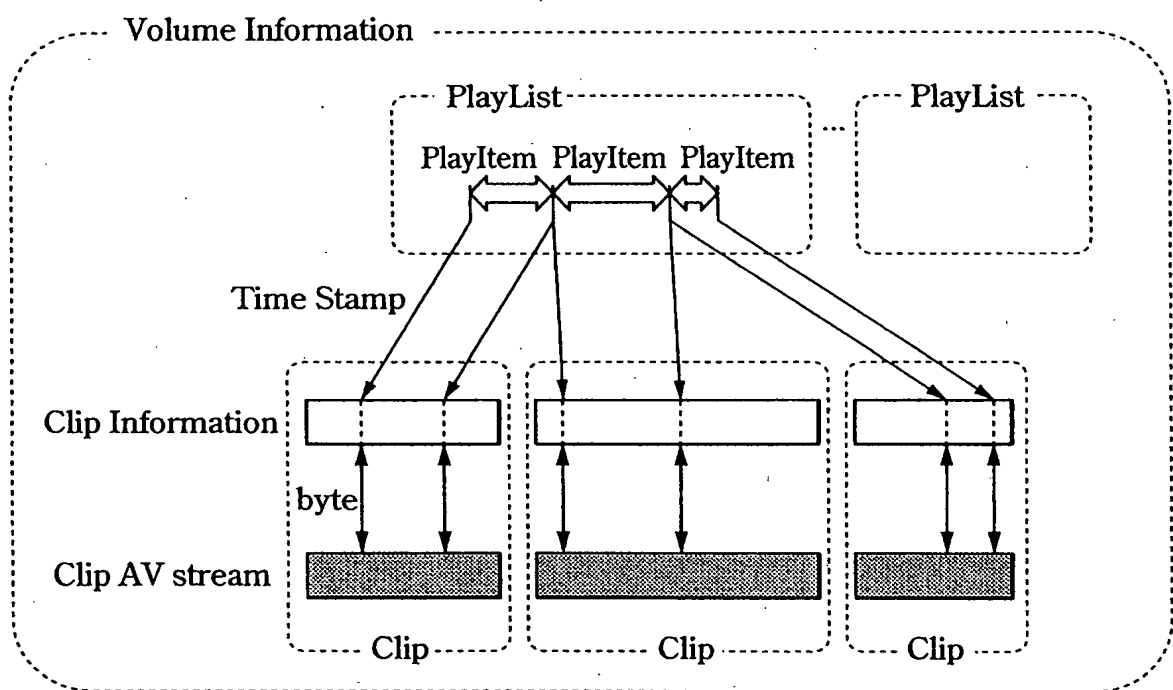 Volume Information
PlayList
PlayList
...
PlayItem PlayItem PlayItem
Time Stamp
Clip Information
byte
Clip AV stream
Clip
Clip
Clip